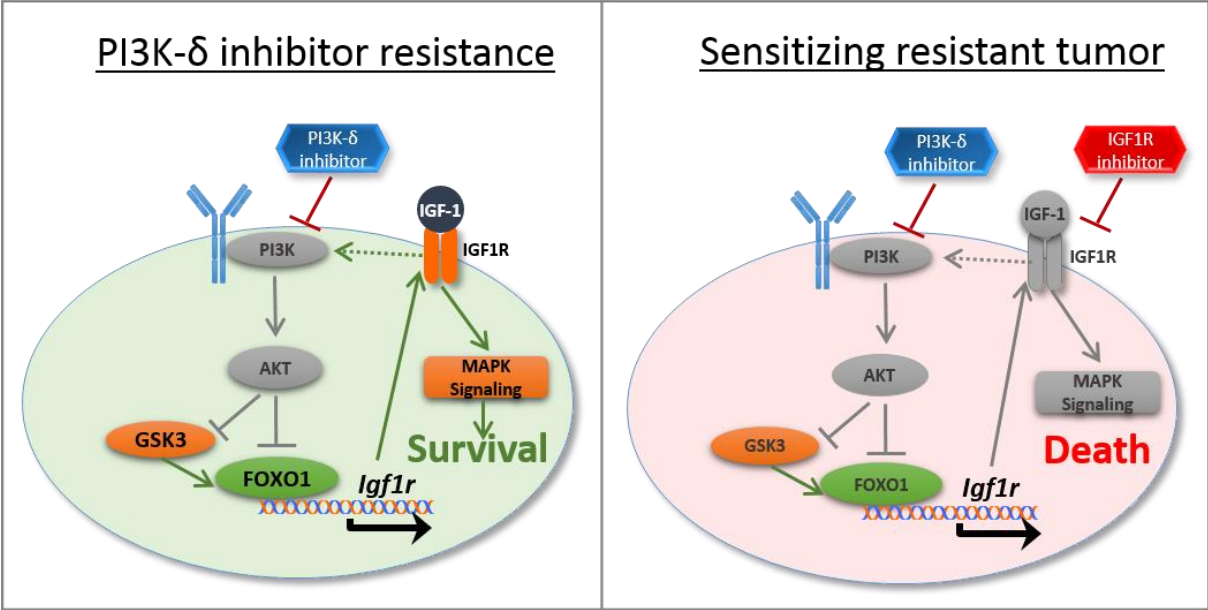 PI3K-δ inhibitor resistance
PI3K-δ
inhibitor
IGF-1
IGF1R
PI3K
AKT
MAPK
Signaling
GSK3
Survival
FOXO1
Igf1r
Sensitizing resistant tumor
PI3K-δ
inhibitor
IGF1R
inhibitor
IGF-1
IGF1R
PI3K
AKT
MAPK
Signaling
GSK3
Death
FOXO1
Igf1r